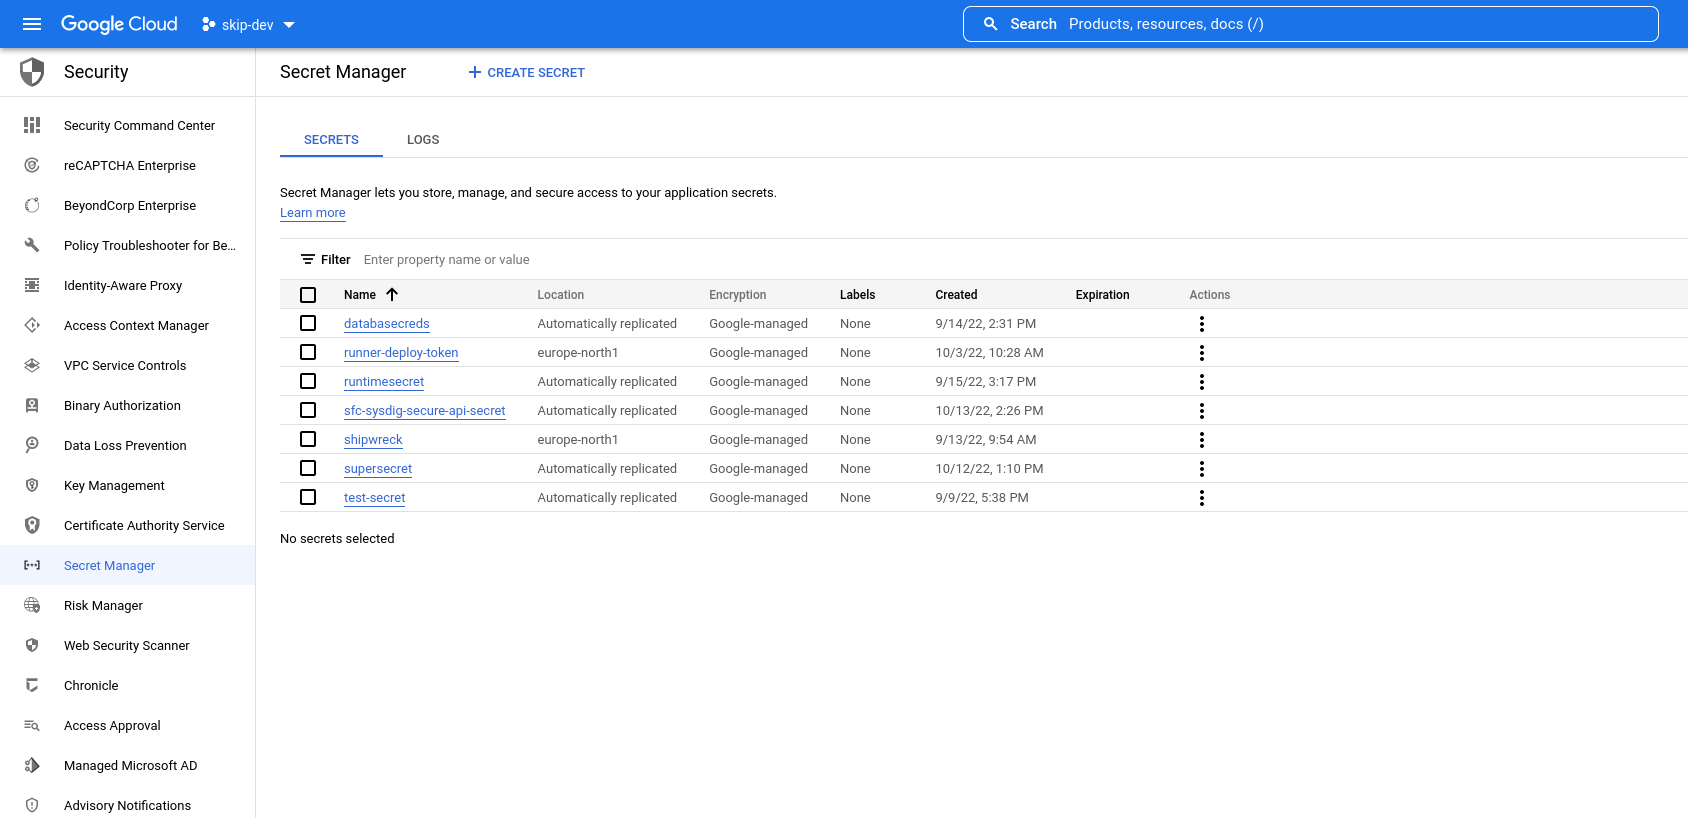 Google Cloud skip-dev Search Products, resources, docs (/)
Security
Security Command Center
reCAPTCHA Enterprise
BeyondCorp Enterprise
Policy Troubleshooter for Be...
Identity-Aware Proxy
Access Context Manager
VPC Service Controls
Binary Authorization
Data Loss Prevention
Key Management
Certificate Authority Service
Secret Manager
Risk Manager
Web Security Scanner
Chronicle
Access Approval
Managed Microsoft AD
Advisory Notifications
Secret Manager CREATE SECRET
SECRETS LOGS
Secret Manager lets you store, manage, and secure access to your application secrets.
Learn more
Filter Enter property name or value
Name Location Encryption Labels Created Expiration Actions
databasecreds Automatically replicated Google-managed None 9/14/22, 2:31 PM
runner-deploy-token europe-north1 Google-managed None 10/3/22, 10:28 AM
runtimesecret Automatically replicated Google-managed None 9/15/22, 3:17 PM
sfc-sysdig-secure-api-secret Automatically replicated Google-managed None 10/13/22, 2:26 PM
shipwreck europe-north1 Google-managed None 9/13/22, 9:54 AM
supersecret Automatically replicated Google-managed None 10/12/22, 1:10 PM
test-secret Automatically replicated Google-managed None 9/9/22, 5:38 PM
No secrets selected